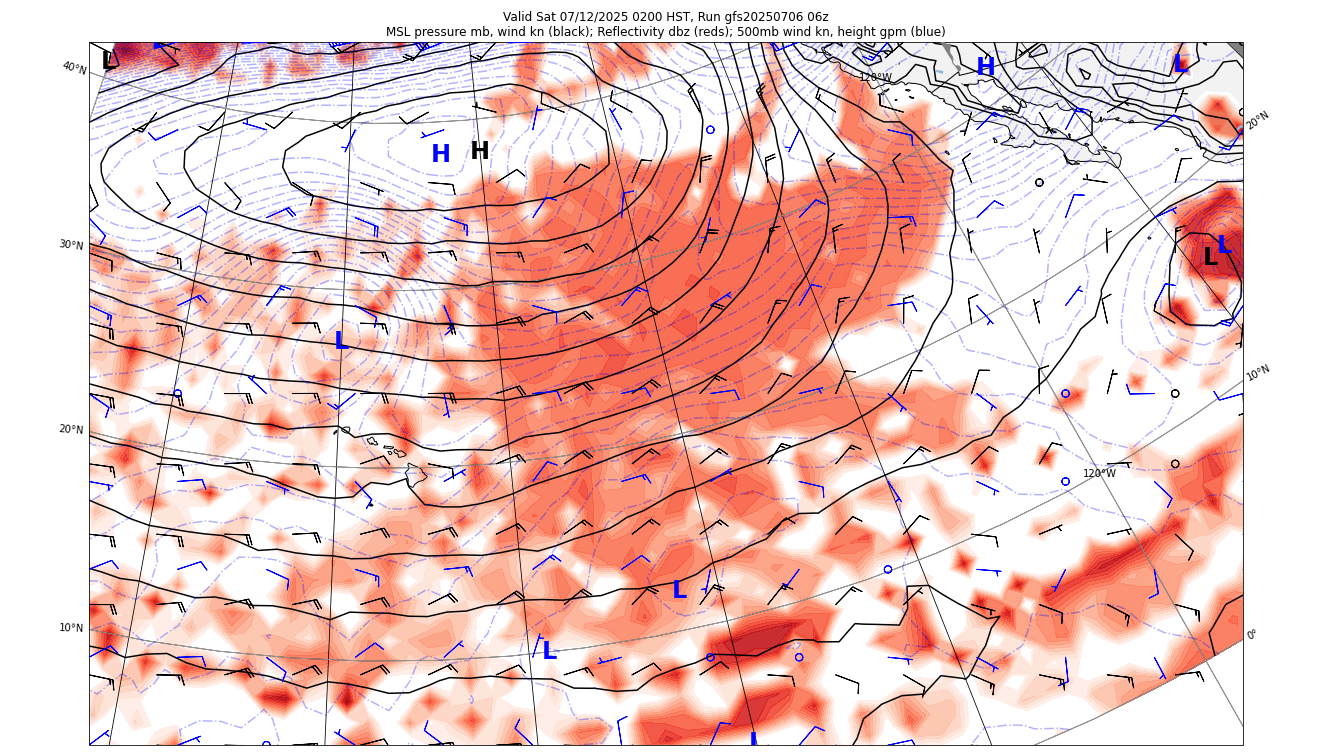 Valid Sat 07/12/2025 0200 HST, Run gfs20250706 06z
MSL pressure mb, wind kn (black); Reflectivity dbz (reds); 500mb wind kn, height gpm (blue)
L
L
H
L
40°N
120°W
20°N
H
H
30°N
L
L
L
10°N
20°N
120°W
L
10°N
0°
L
L